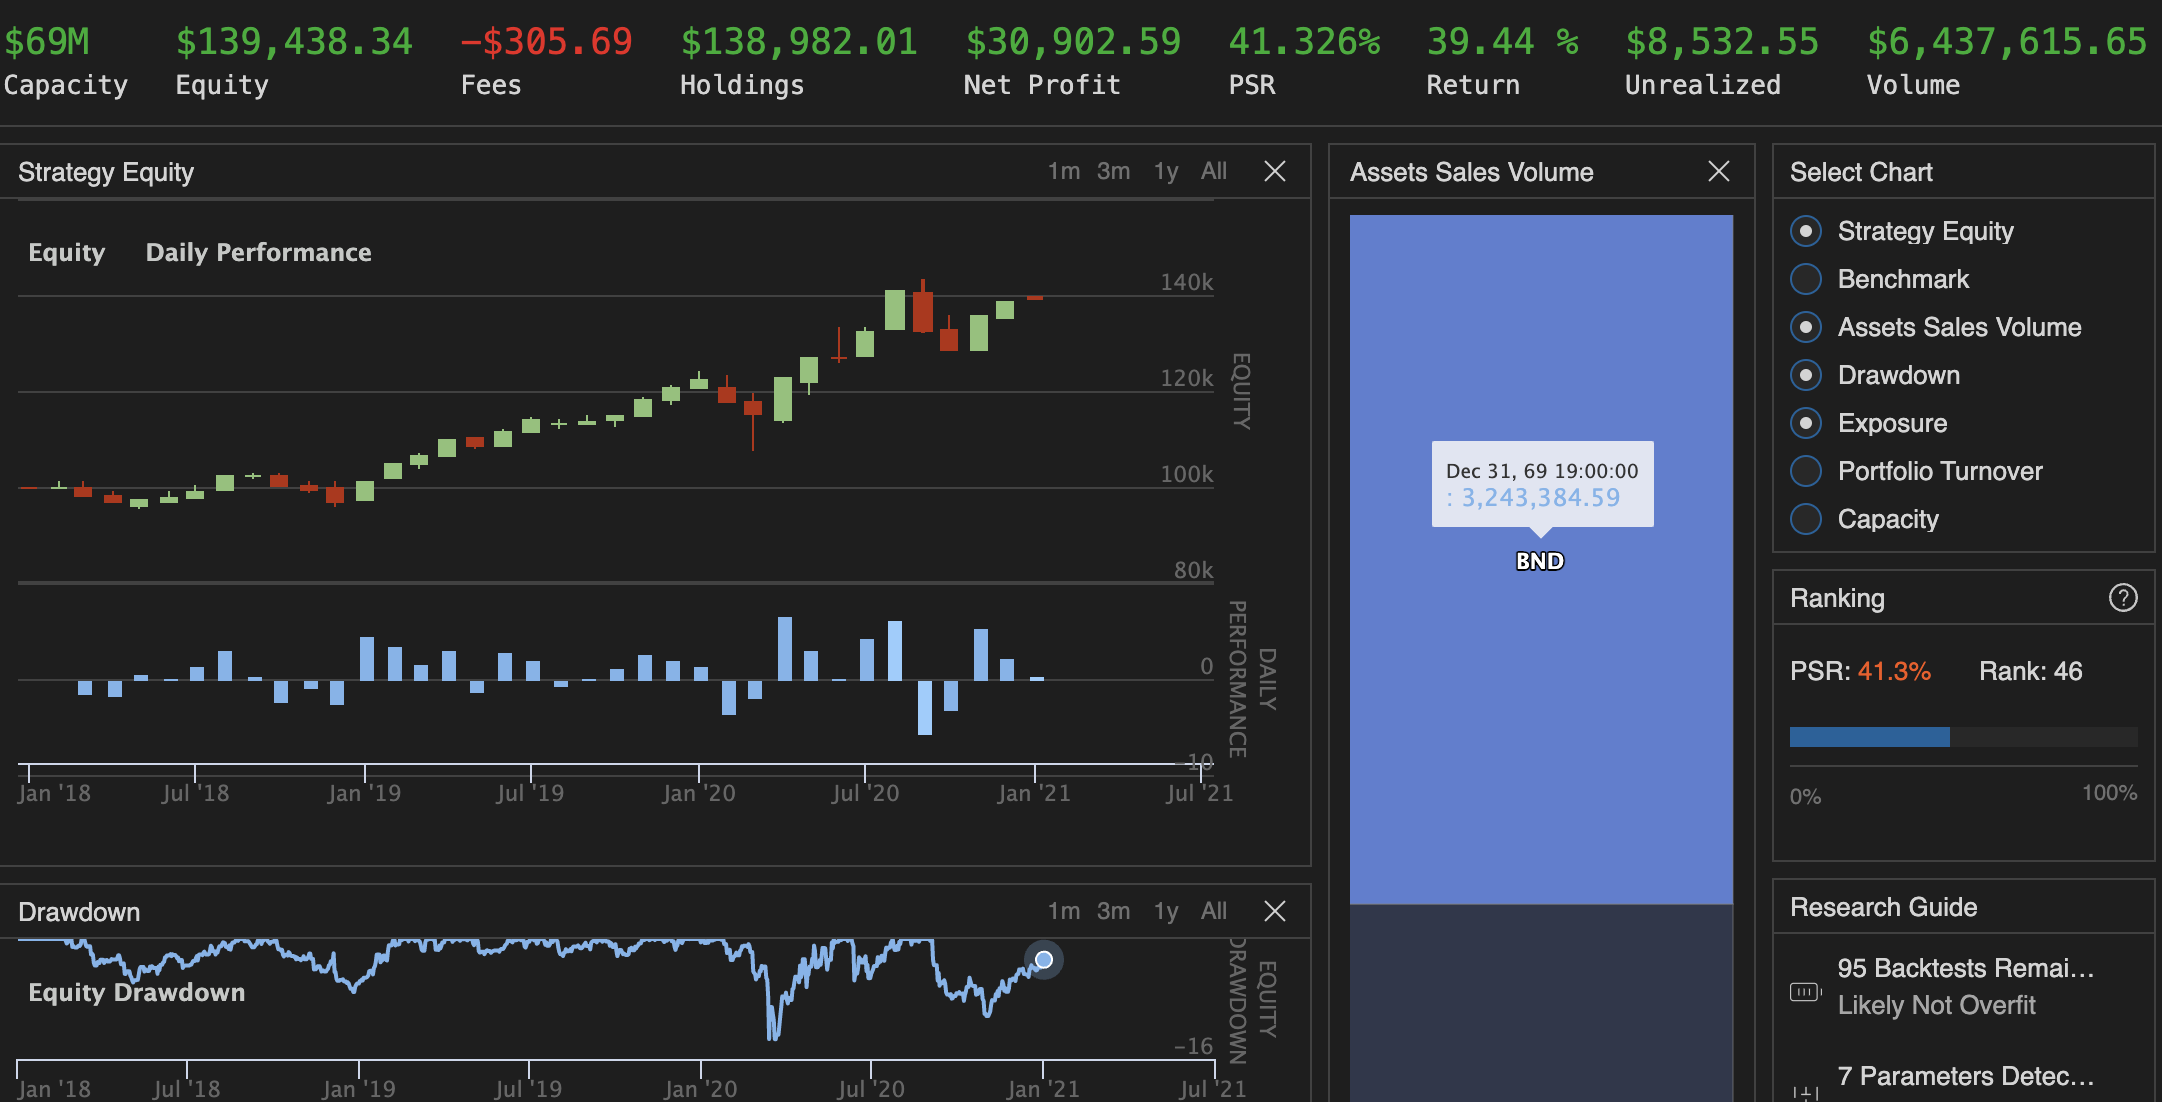 $69M $139,438.34 -$305.69 $138,982.01 $30,902.59 41.326% 39.44 % $8,532.55 $6,437,615.65
Capacity Equity Fees Holdings Net Profit PSR Return Unrealized Volume
Strategy Equity 1m 3m 1y All
Equity Daily Performance
140k
120k
100k
80k
EQUITY
0
-10
DAILY
PERFORMANCE
Jan '18 Jul '18 Jan '19 Jul '19 Jan '20 Jul '20 Jan '21 Jul '21
Drawdown 1m 3m 1y All
Equity Drawdown
-16
EQUITY
DRAWDOWN
Jan '18 Jul '18 Jan '19 Jul '19 Jan '20 Jul '20 Jan '21 Jul '21
Assets Sales Volume
Dec 31, 69 19:00:00
: 3,243,384.59
BND
Select Chart
Strategy Equity
Benchmark
Assets Sales Volume
Drawdown
Exposure
Portfolio Turnover
Capacity
Ranking ?
PSR: 41.3% Rank: 46
0% 100%
Research Guide
95 Backtests Remai...
Likely Not Overfit
7 Parameters Detec...